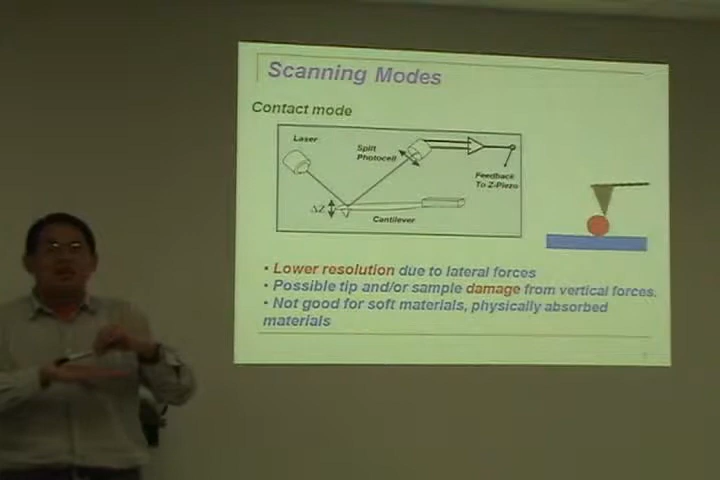 Scanning Modes
Contact mode
Laser
Split
Photocell
Feedback
To Z-Piezo
ΔZ
Cantilever
• Lower resolution due to lateral forces
• Possible tip and/or sample damage from vertical forces.
• Not good for soft materials, physically absorbed
materials